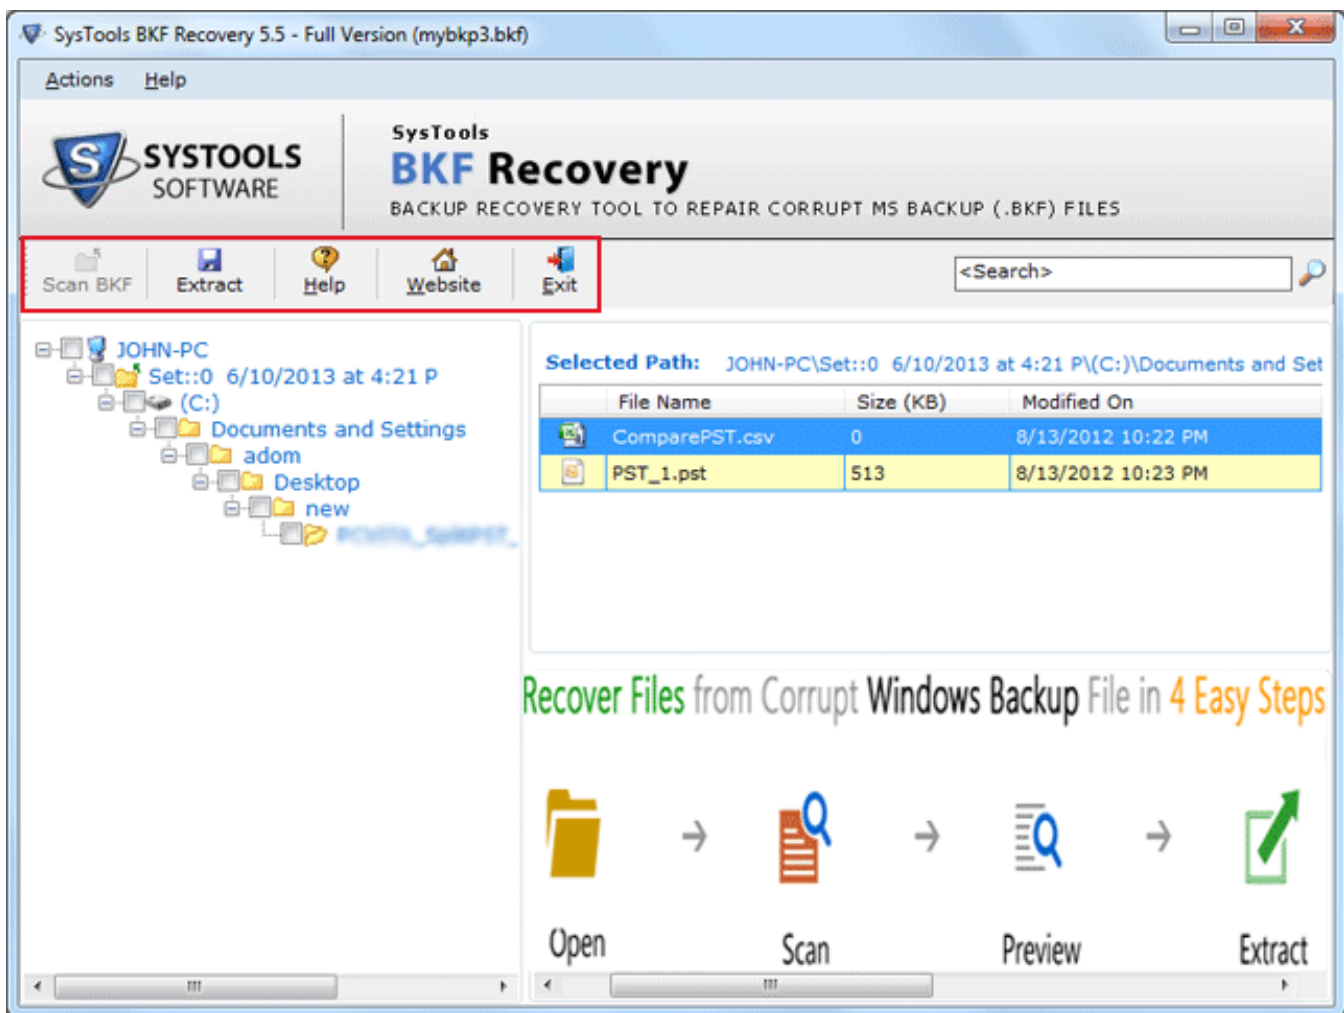 SysTools BKF Recovery 5.5 - Full Version (mybkp3.bkf)
Actions Help
SYSTOOLS
SOFTWARE
SysTools
BKF Recovery
BACKUP RECOVERY TOOL TO REPAIR CORRUPT MS BACKUP (.BKF) FILES
Scan BKF Extract Help Website Exit
<Search>
JOHN-PC
Set::0 6/10/2013 at 4:21 P
(C:)
Documents and Settings
adom
Desktop
new
Selected Path: JOHN-PC\Set::0 6/10/2013 at 4:21 P\(C:)\Documents and Set
File Name Size (KB) Modified On
ComparePST.csv 0 8/13/2012 10:22 PM
PST_1.pst 513 8/13/2012 10:23 PM
Recover Files from Corrupt Windows Backup File in 4 Easy Steps
Open Scan Preview Extract